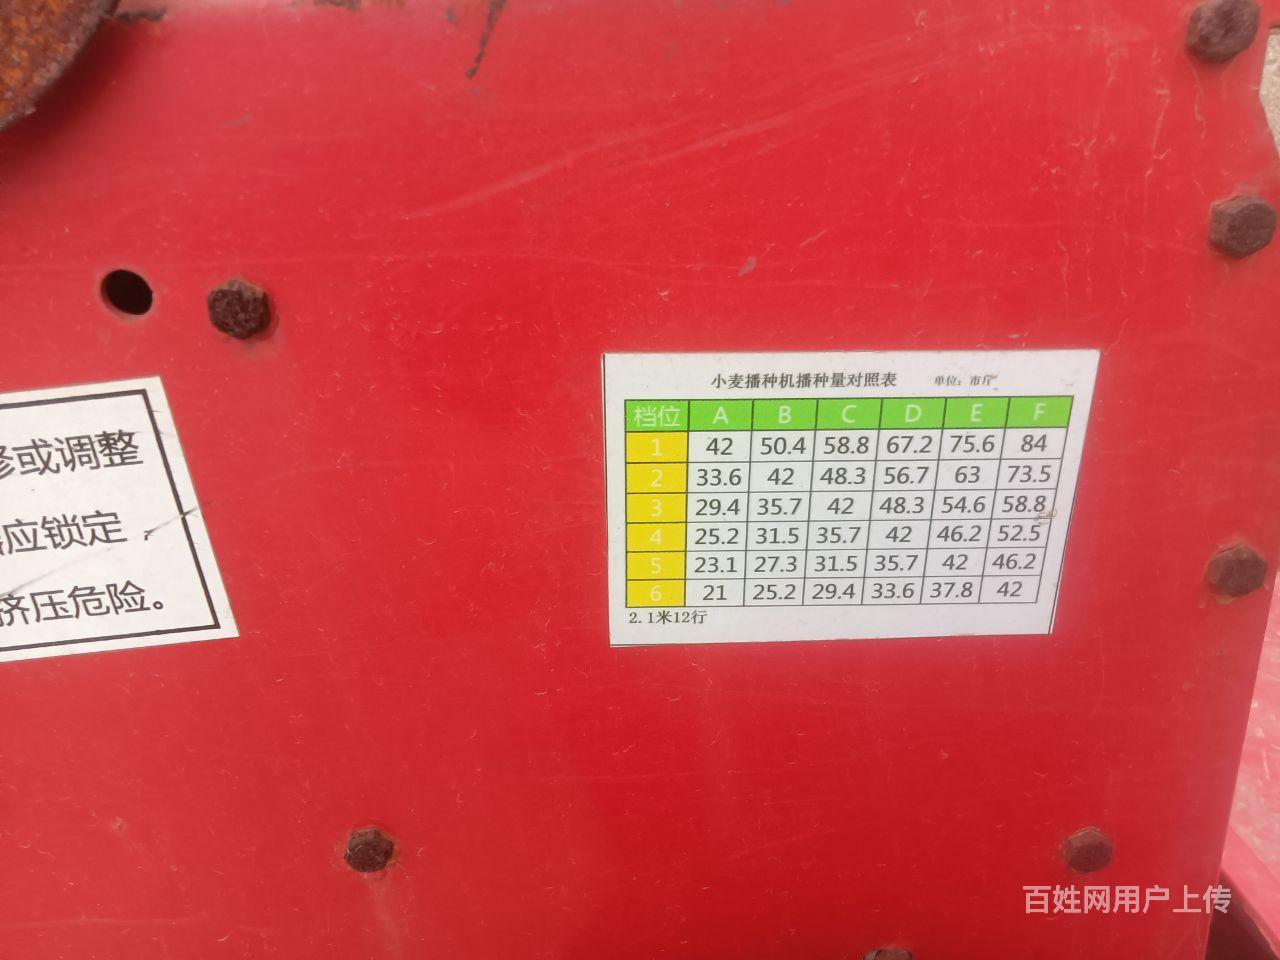 修或调整
应锁定，
挤压危险。
小麦播种机播种量对照表 单位：市斤
档位 A B C D E F
1 42 50.4 58.8 67.2 75.6 84
2 33.6 42 48.3 56.7 63 73.5
3 29.4 35.7 42 48.3 54.6 58.8
4 25.2 31.5 35.7 42 46.2 52.5
5 23.1 27.3 31.5 35.7 42 46.2
6 21 25.2 29.4 33.6 37.8 42
2.1米12行
百姓网用户上传